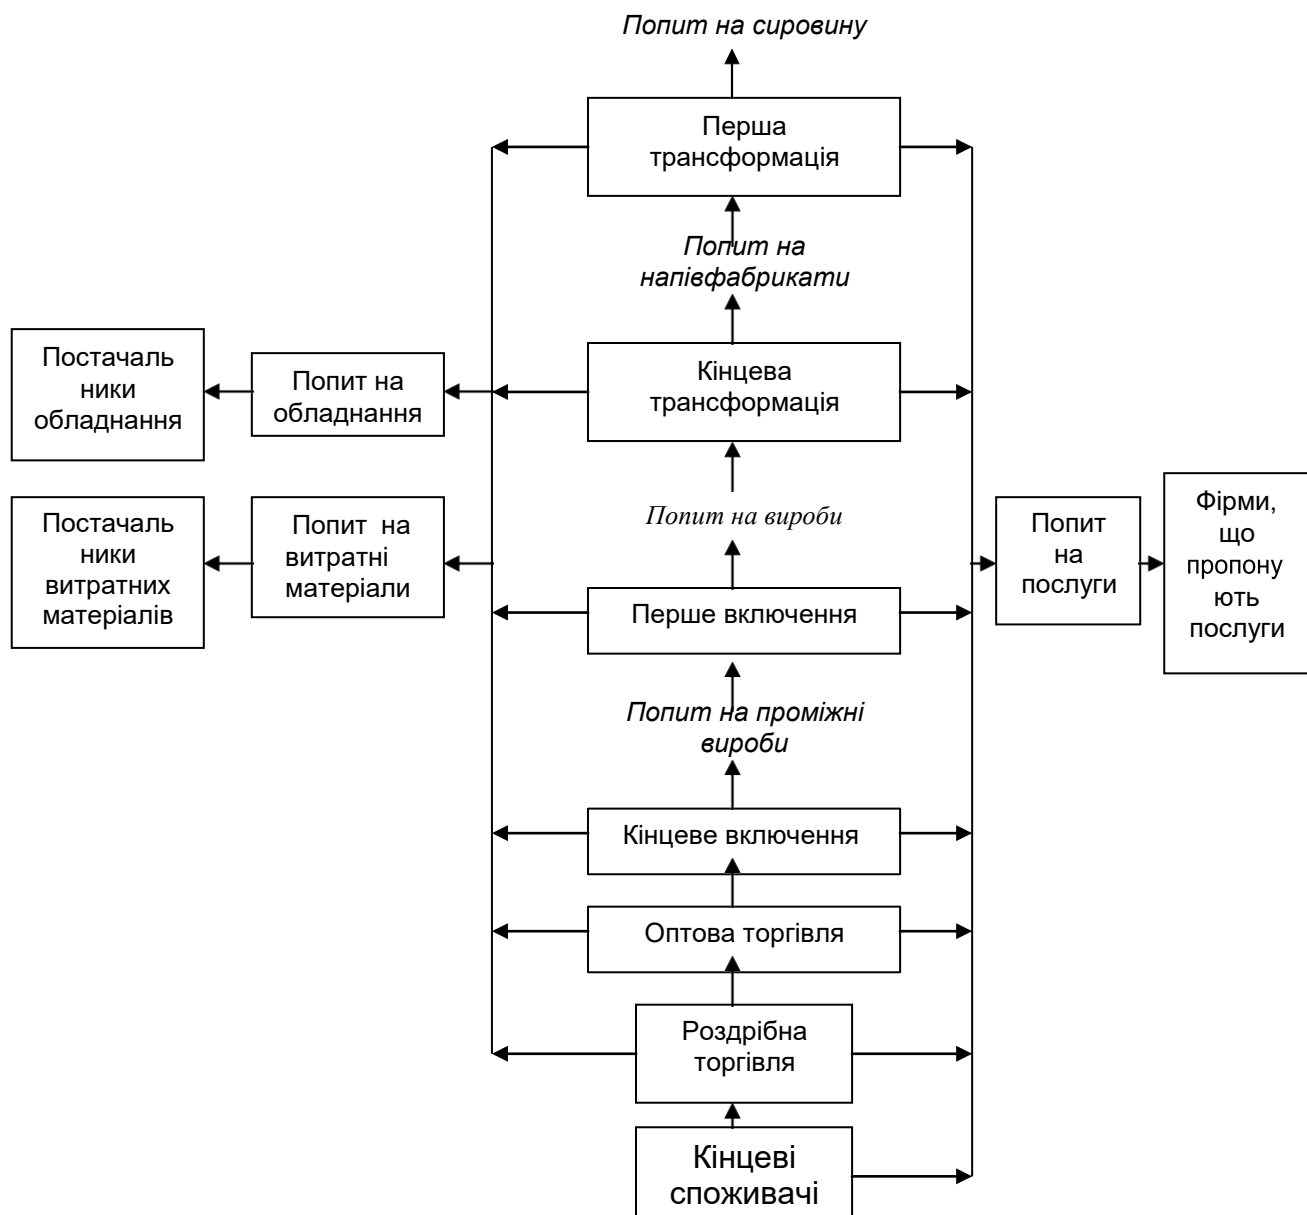 Попит на сировину
Перша
трансформація
Попит на
напівфабрикати
Постачаль
ники
обладнання
Попит на
обладнання
Кінцева
трансформація
Постачаль
ники
витратних
матеріалів
Попит на
витратні
матеріали
Попит на вироби
Попит
на
послуги
Фірми,
що
пропону
ють
послуги
Перше включення
Попит на проміжні
вироби
Кінцеве включення
Оптова торгівля
Роздрібна
торгівля
Кінцеві
споживачі